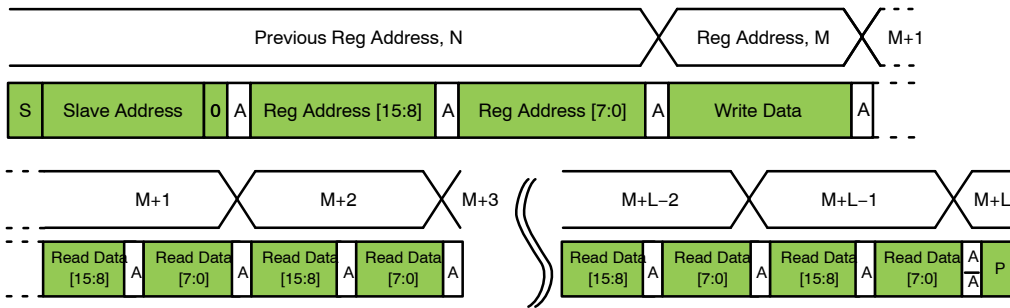 Previous Reg Address, N Reg Address, M M+1
S Slave Address 0 A Reg Address [15:8] A Reg Address [7:0] A Write Data A
M+1 M+2 M+3 M+L−2 M+L−1 M+L
Read Data [15:8] A Read Data [7:0] A Read Data [15:8] A Read Data [7:0] A Read Data [15:8] A Read Data [7:0] A Read Data [15:8] A Read Data [7:0] A/A̅ P